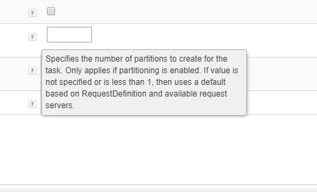 ?
?
Specifies the number of partitions to create for the
task. Only applies if partitioning is enabled. If value is
not specified or is less than 1, then uses a default
based on RequestDefinition and available request
servers.
?
?